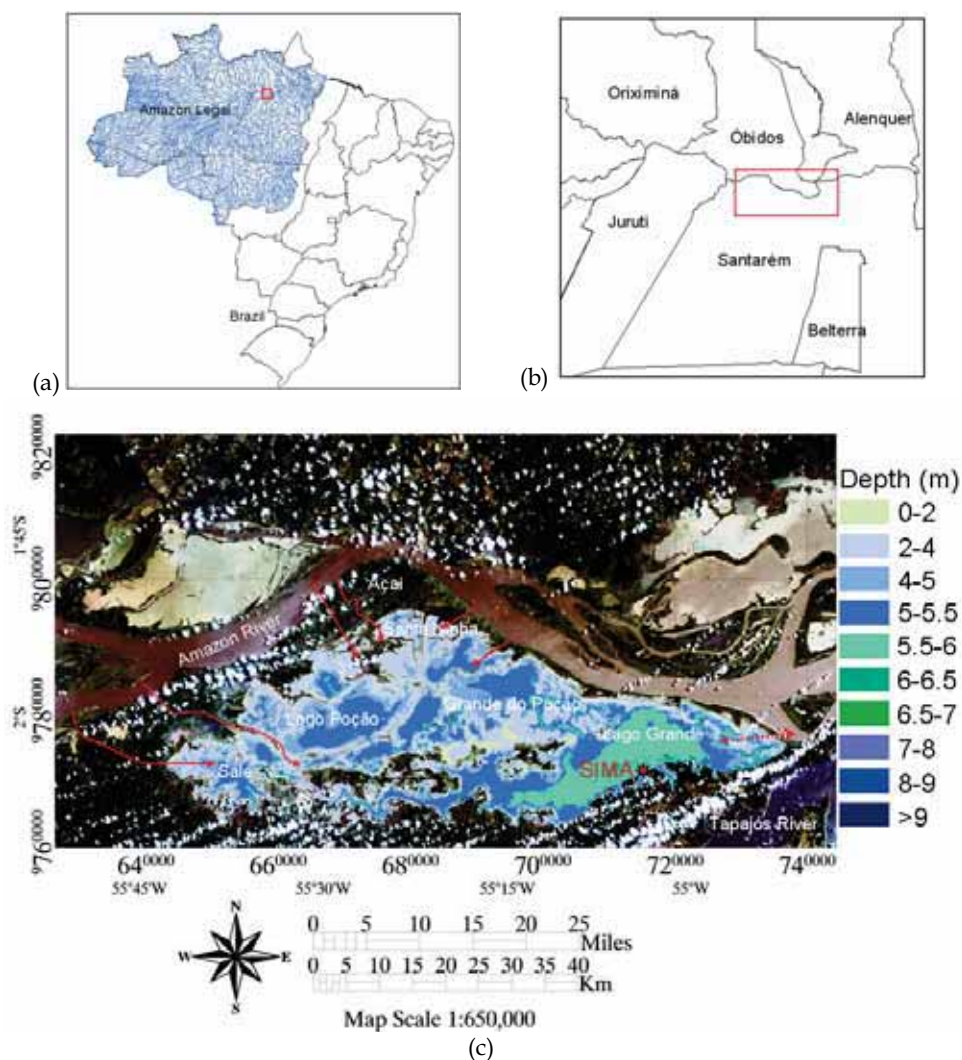 Amazon Legal
Brazil
(a)
Oriximiná
Óbidos
Alenquer
Juruti
Santarém
Belterra
(b)
9820000
9800000
9780000
9760000
1°45'S
2°S
Açai
Amazon River
Lago Poção
Grande do Poção
Lago Grande
Salé
SIMA
Tapajós River
Depth (m)
0-2
2-4
4-5
5-5.5
5.5-6
6-6.5
6.5-7
7-8
8-9
>9
640000 660000 680000 700000 720000 740000
55°45'W 55°30'W 55°15'W 55°W
N
W E
S
0 5 10 15 20 25
Miles
0 5 10 15 20 25 30 35 40
Km
Map Scale 1:650,000
(c)